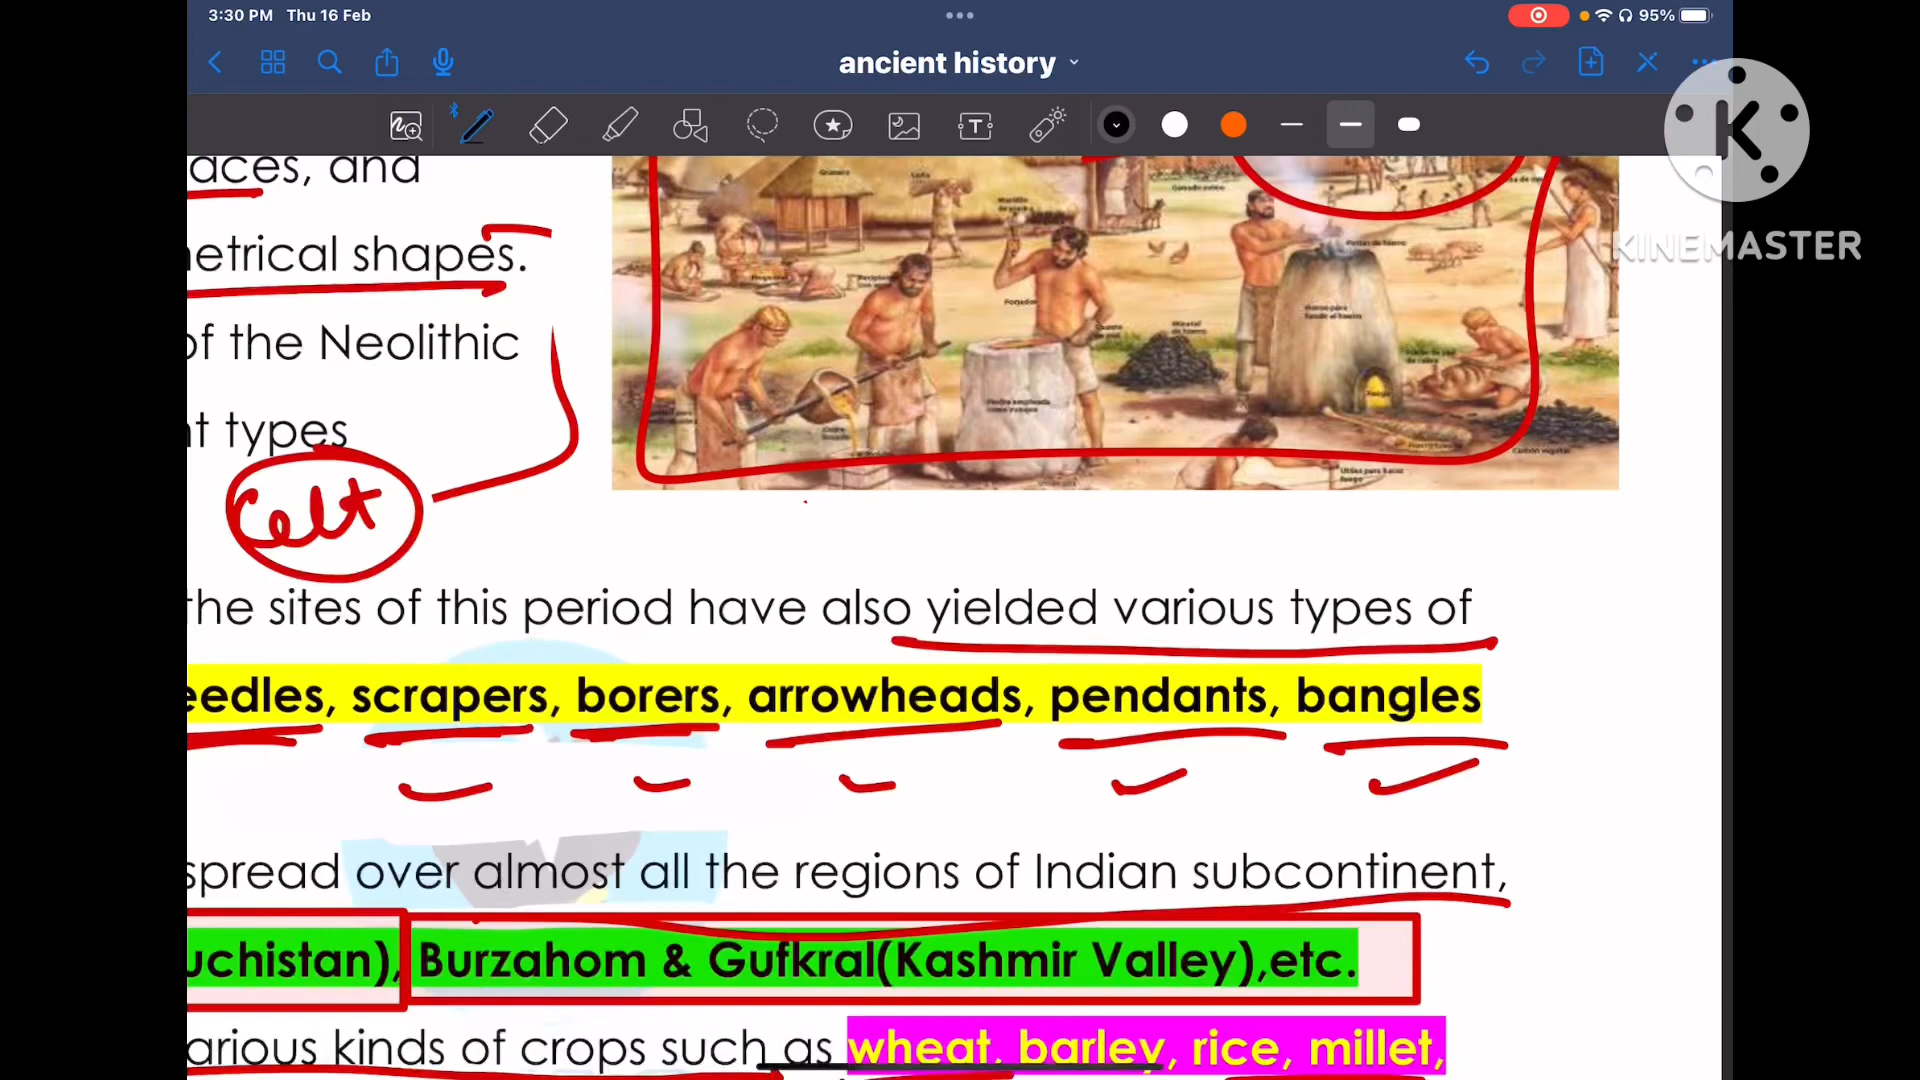 3:30 PM Thu 16 Feb
95%
ancient history
KINEMASTER
aces, and
etrical shapes.
of the Neolithic
t types
Celt
the sites of this period have also yielded various types of
eedles, scrapers, borers, arrowheads, pendants, bangles
spread over almost all the regions of Indian subcontinent,
uchistan), Burzahom & Gufkral(Kashmir Valley),etc.
arious kinds of crops such as wheat, barley, rice, millet,